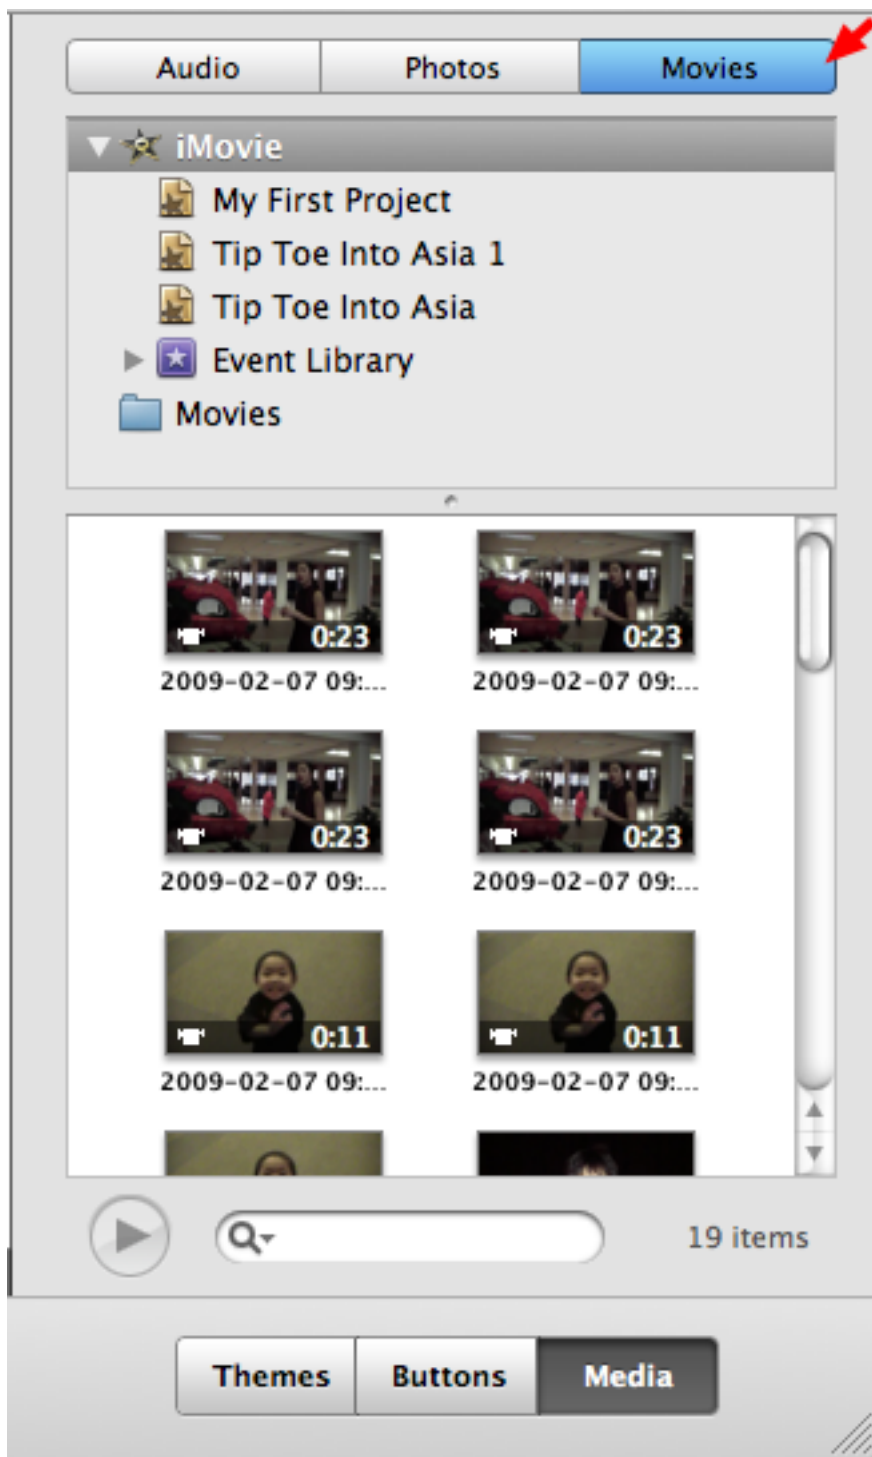 Audio Photos Movies
iMovie
My First Project
Tip Toe Into Asia 1
Tip Toe Into Asia
Event Library
Movies
0:23 0:23
2009-02-07 09:... 2009-02-07 09:...
0:23 0:23
2009-02-07 09:... 2009-02-07 09:...
0:11 0:11
2009-02-07 09:... 2009-02-07 09:...
19 items
Themes Buttons Media